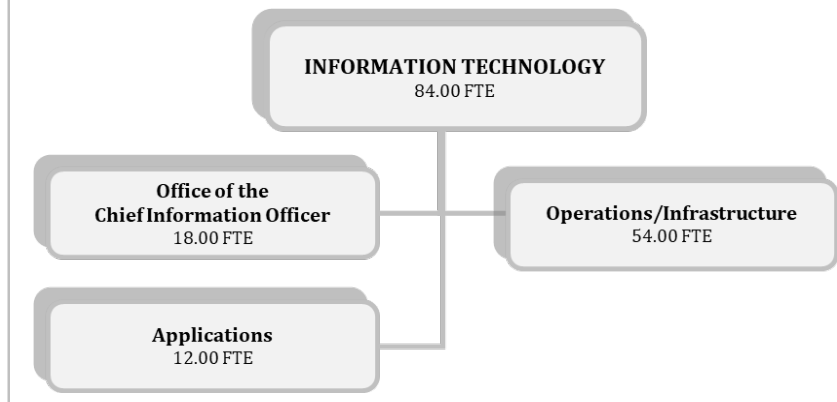 INFORMATION TECHNOLOGY
84.00 FTE
Office of the
Chief Information Officer
18.00 FTE
Operations/Infrastructure
54.00 FTE
Applications
12.00 FTE